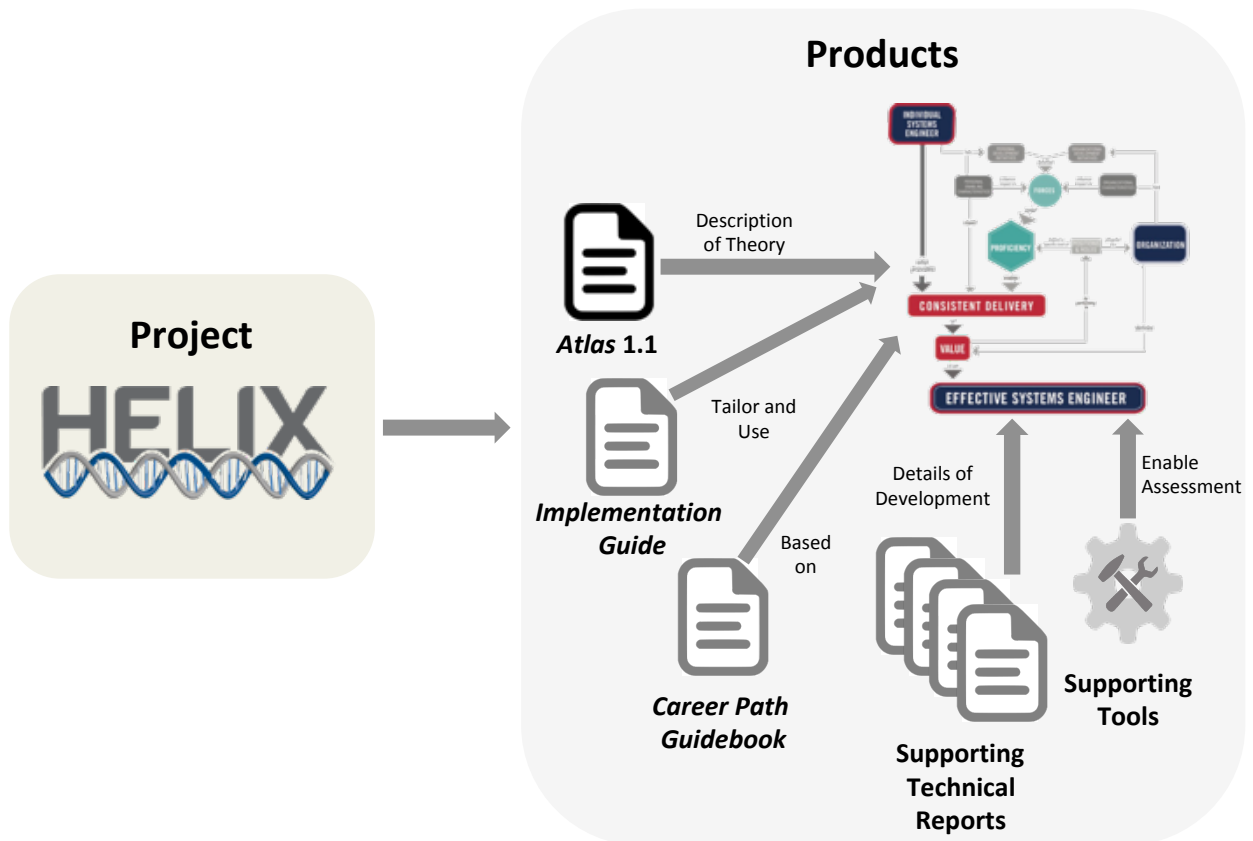 Products
INDIVIDUAL
SYSTEMS
ENGINEER
FORCES
PROFICIENCY
ORGANIZATION
CONSISTENT DELIVERY
VALUE
EFFECTIVE SYSTEMS ENGINEER
Description
of Theory
Atlas 1.1
Project
HELIX
Tailor and
Use
Implementation
Guide
Based
on
Career Path
Guidebook
Details of
Development
Supporting
Technical
Reports
Enable
Assessment
Supporting
Tools